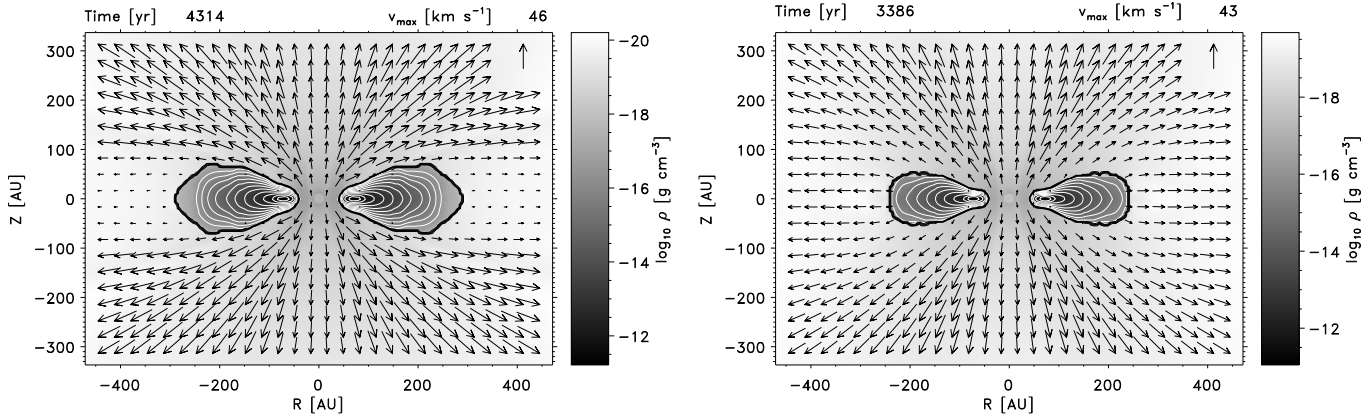 Time [yr] 4314 v_max [km s⁻¹] 46
300
200
100
0
−100
−200
−300
Z [AU]
−400 −200 0 200 400
R [AU]
−20
−18
−16
−14
−12
log₁₀ ρ [g cm⁻³]
Time [yr] 3386 v_max [km s⁻¹] 43
300
200
100
0
−100
−200
−300
Z [AU]
−400 −200 0 200 400
R [AU]
−18
−16
−14
−12
log₁₀ ρ [g cm⁻³]